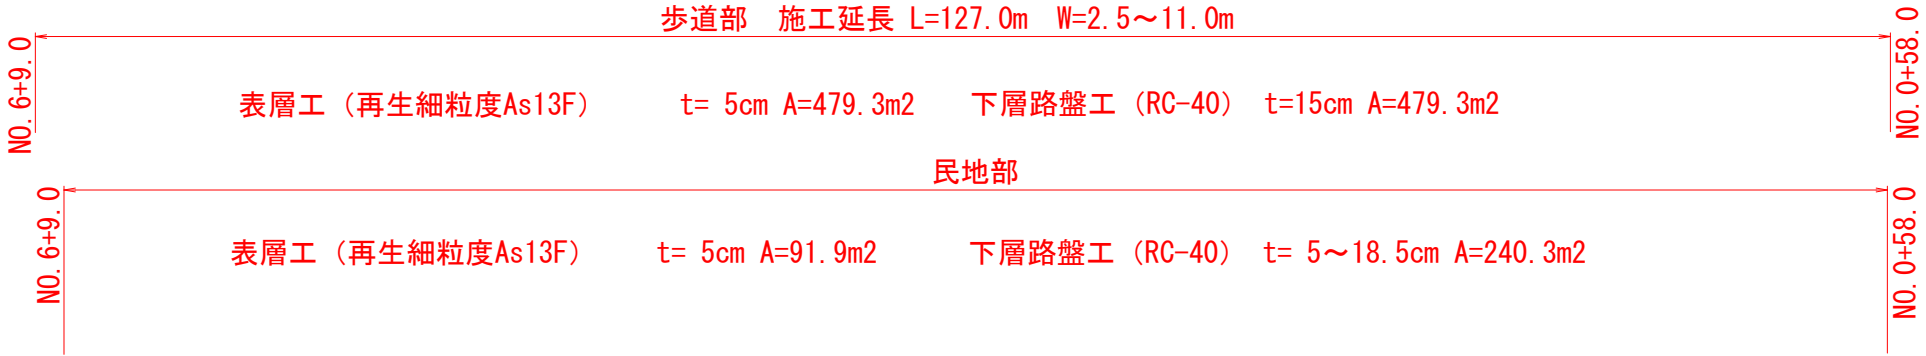 歩道部　施工延長 L=127.0m　W=2.5～11.0m
NO.6+9.0
NO.0+58.0
表層工（再生細粒度As13F）　t= 5cm A=479.3m2　下層路盤工（RC-40）　t=15cm A=479.3m2
民地部
NO.6+9.0
NO.0+58.0
表層工（再生細粒度As13F）　t= 5cm A=91.9m2　下層路盤工（RC-40）　t= 5～18.5cm A=240.3m2